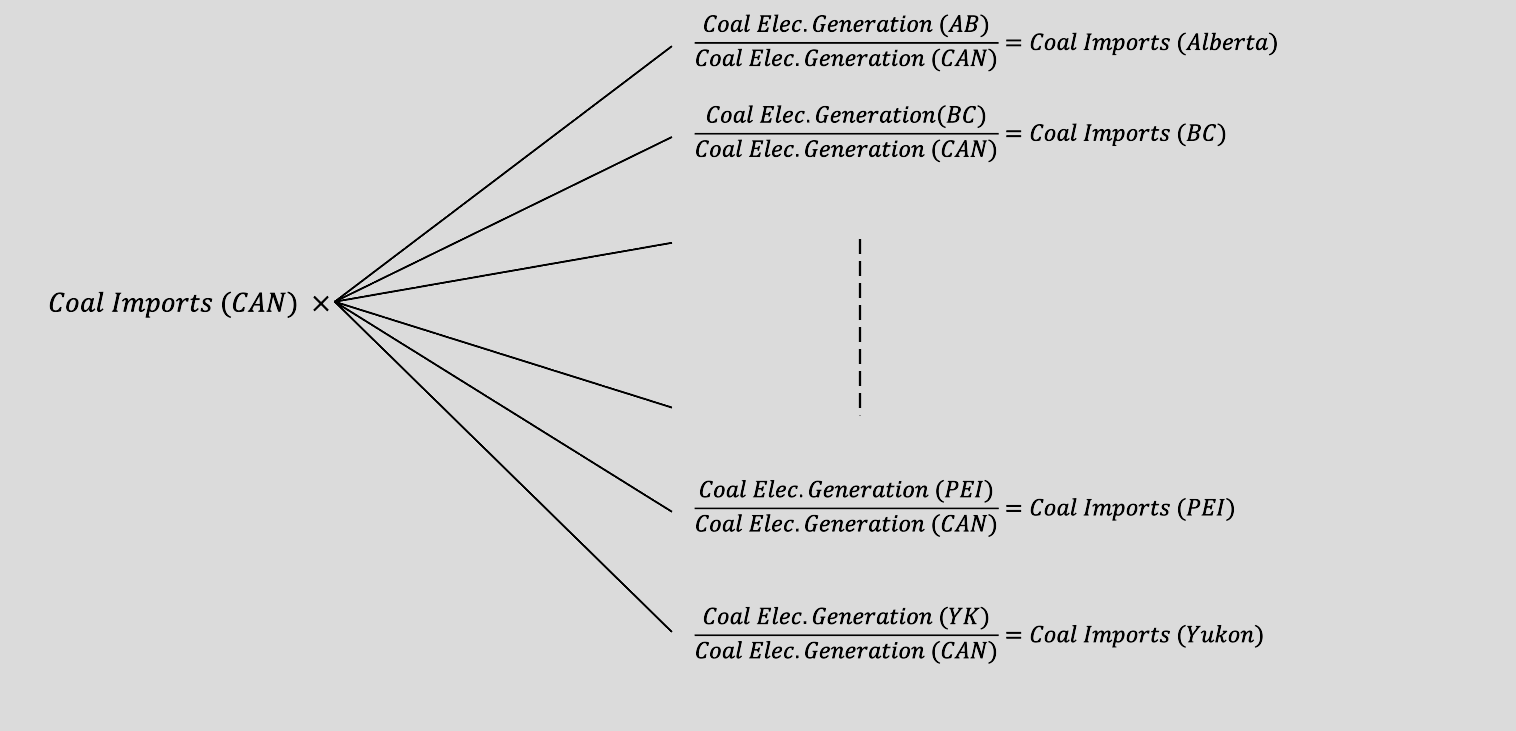 Coal Elec. Generation (AB)
Coal Elec. Generation (CAN) = Coal Imports (Alberta)
Coal Elec. Generation(BC)
Coal Elec. Generation (CAN) = Coal Imports (BC)
Coal Imports (CAN) ×
Coal Elec. Generation (PEI)
Coal Elec. Generation (CAN) = Coal Imports (PEI)
Coal Elec. Generation (YK)
Coal Elec. Generation (CAN) = Coal Imports (Yukon)